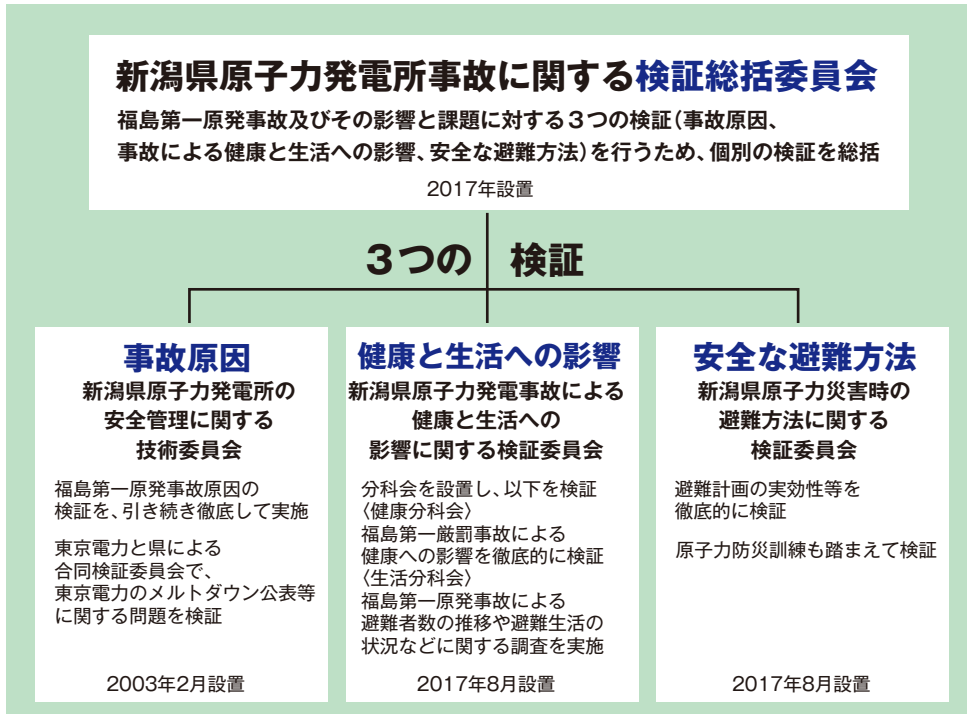 新潟県原子力発電所事故に関する検証総括委員会
福島第一原発事故及びその影響と課題に対する3つの検証(事故原因、
事故による健康と生活への影響、安全な避難方法)を行うため、個別の検証を総括
2017年設置
3つの 検証
事故原因
新潟県原子力発電所の
安全管理に関する
技術委員会
福島第一原発事故原因の
検証を、引き続き徹底して実施
東京電力と県による
合同検証委員会で、
東京電力のメルトダウン公表等
に関する問題を検証
2003年2月設置
健康と生活への影響
新潟県原子力発電事故による
健康と生活への
影響に関する検証委員会
分科会を設置し、以下を検証
〈健康分科会〉
福島第一厳罰事故による
健康への影響を徹底的に検証
〈生活分科会〉
福島第一原発事故による
避難者数の推移や避難生活の
状況などに関する調査を実施
2017年8月設置
安全な避難方法
新潟県原子力災害時の
避難方法に関する
検証委員会
避難計画の実効性等を
徹底的に検証
原子力防災訓練も踏まえて検証
2017年8月設置